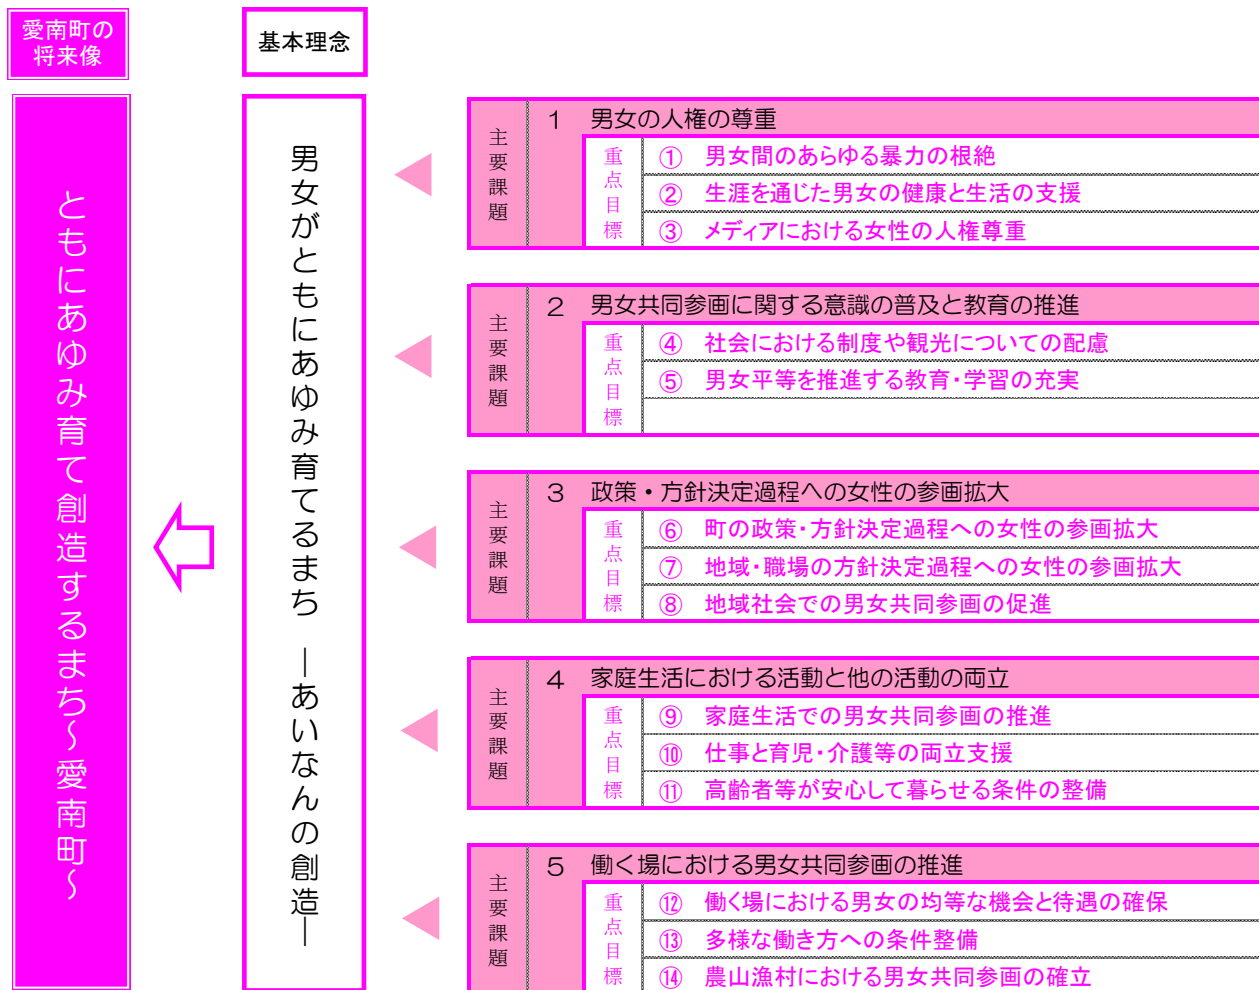 愛南町の
将来像
基本理念
ともにあゆみ育て創造するまち～愛南町～
男女がともにあゆみ育てるまち ―あいなんの創造―
主要課題
1 男女の人権の尊重
重点目標
① 男女間のあらゆる暴力の根絶
② 生涯を通じた男女の健康と生活の支援
③ メディアにおける女性の人権尊重
主要課題
2 男女共同参画に関する意識の普及と教育の推進
重点目標
④ 社会における制度や観光についての配慮
⑤ 男女平等を推進する教育・学習の充実
主要課題
3 政策・方針決定過程への女性の参画拡大
重点目標
⑥ 町の政策・方針決定過程への女性の参画拡大
⑦ 地域・職場の方針決定過程への女性の参画拡大
⑧ 地域社会での男女共同参画の促進
主要課題
4 家庭生活における活動と他の活動の両立
重点目標
⑨ 家庭生活での男女共同参画の推進
⑩ 仕事と育児・介護等の両立支援
⑪ 高齢者等が安心して暮らせる条件の整備
主要課題
5 働く場における男女共同参画の推進
重点目標
⑫ 働く場における男女の均等な機会と待遇の確保
⑬ 多様な働き方への条件整備
⑭ 農山漁村における男女共同参画の確立